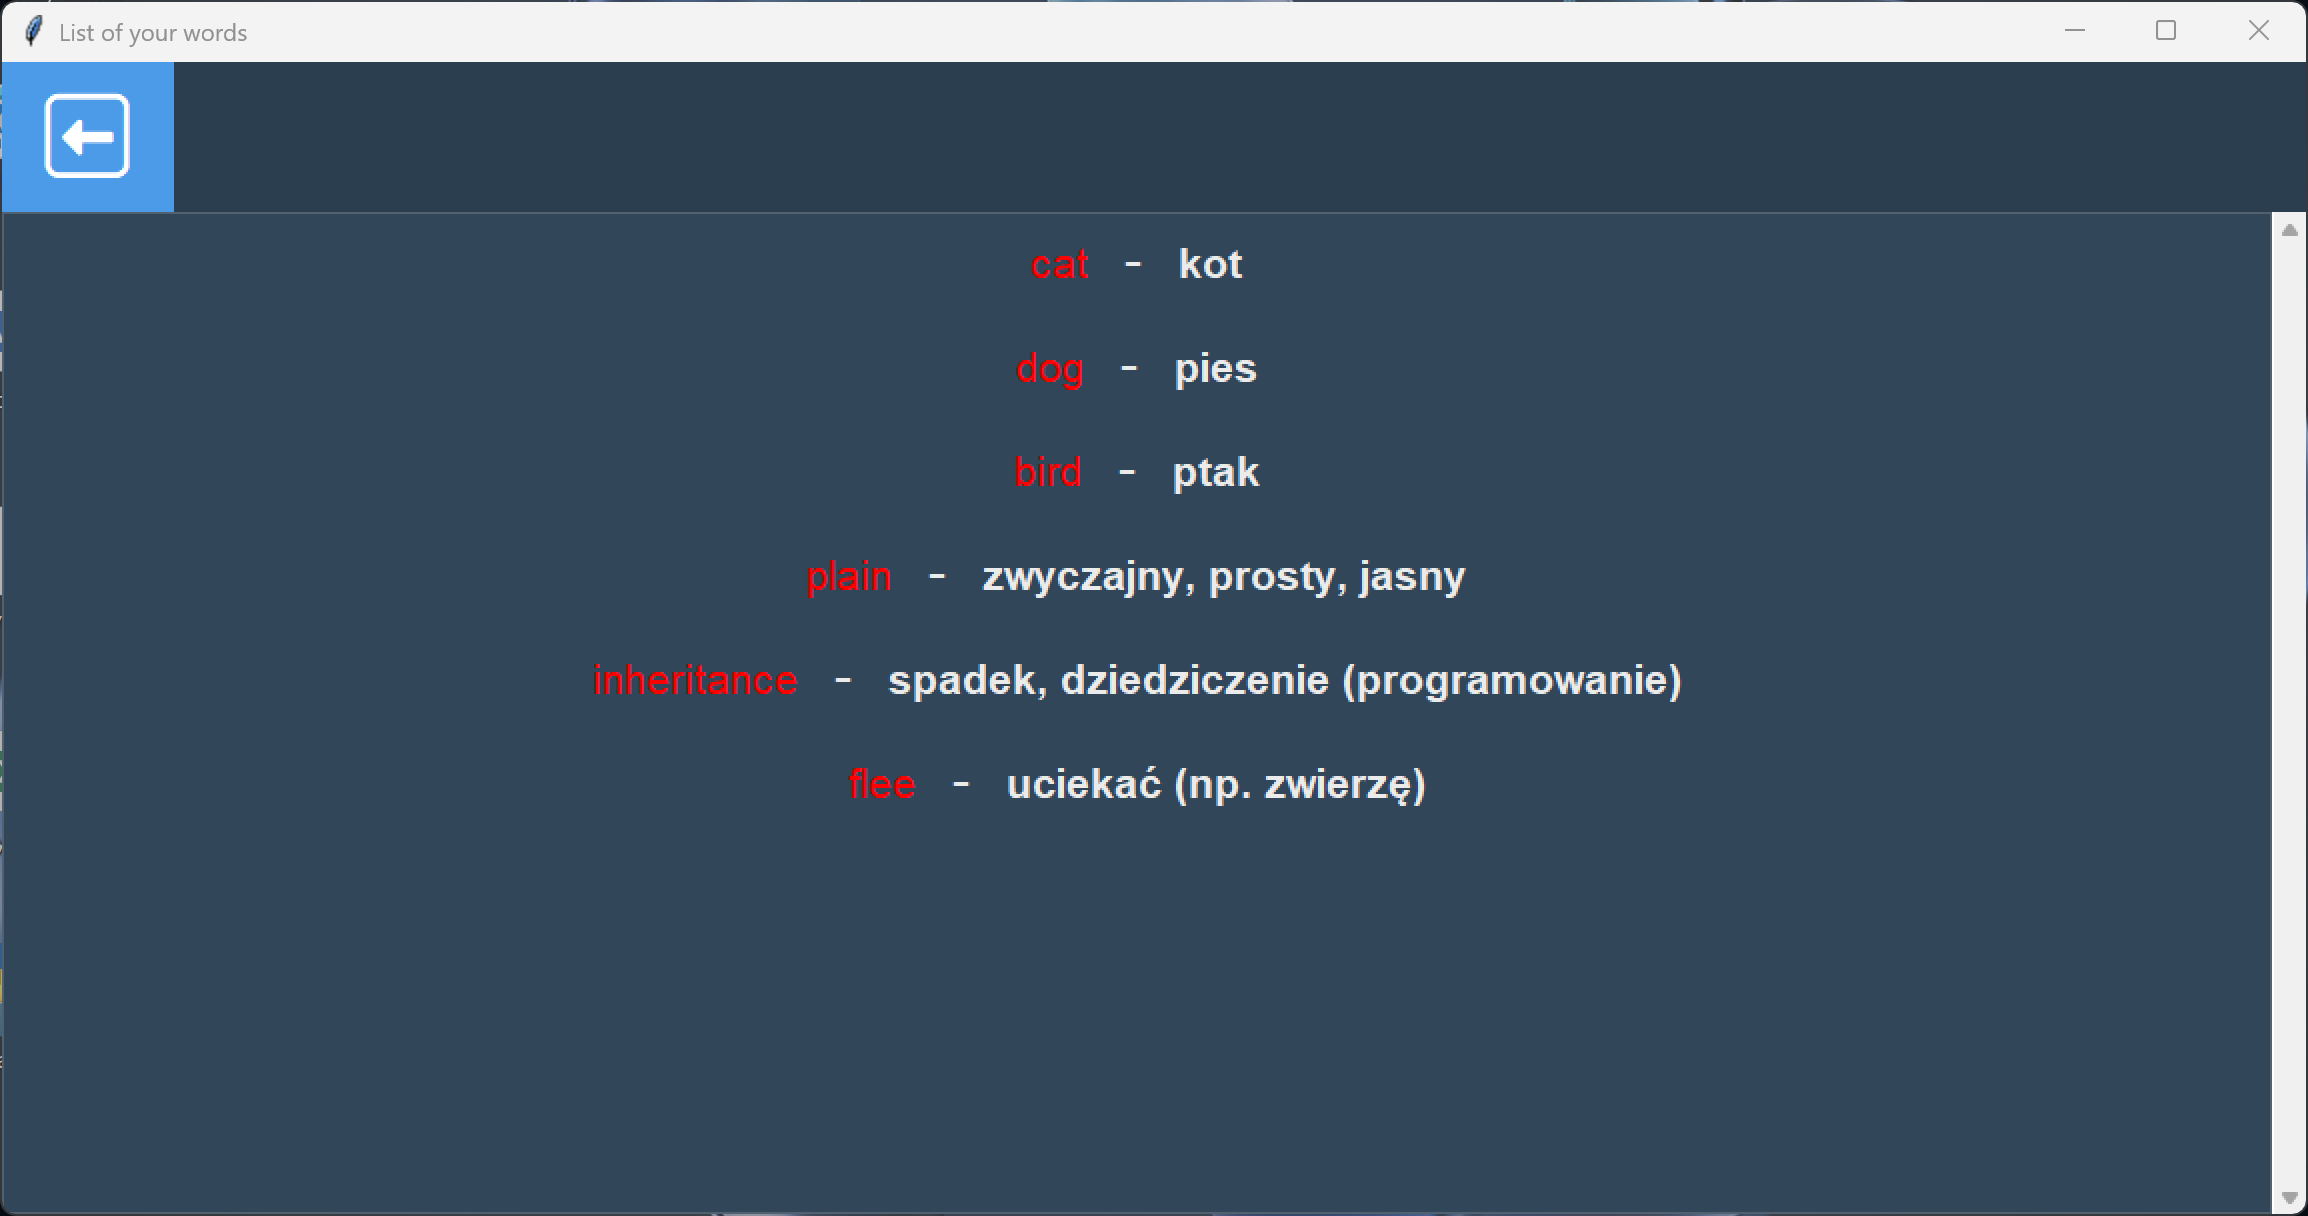 List of your words
cat - kot
dog - pies
bird - ptak
plain - zwyczajny, prosty, jasny
inheritance - spadek, dziedziczenie (programowanie)
flee - uciekać (np. zwierzę)